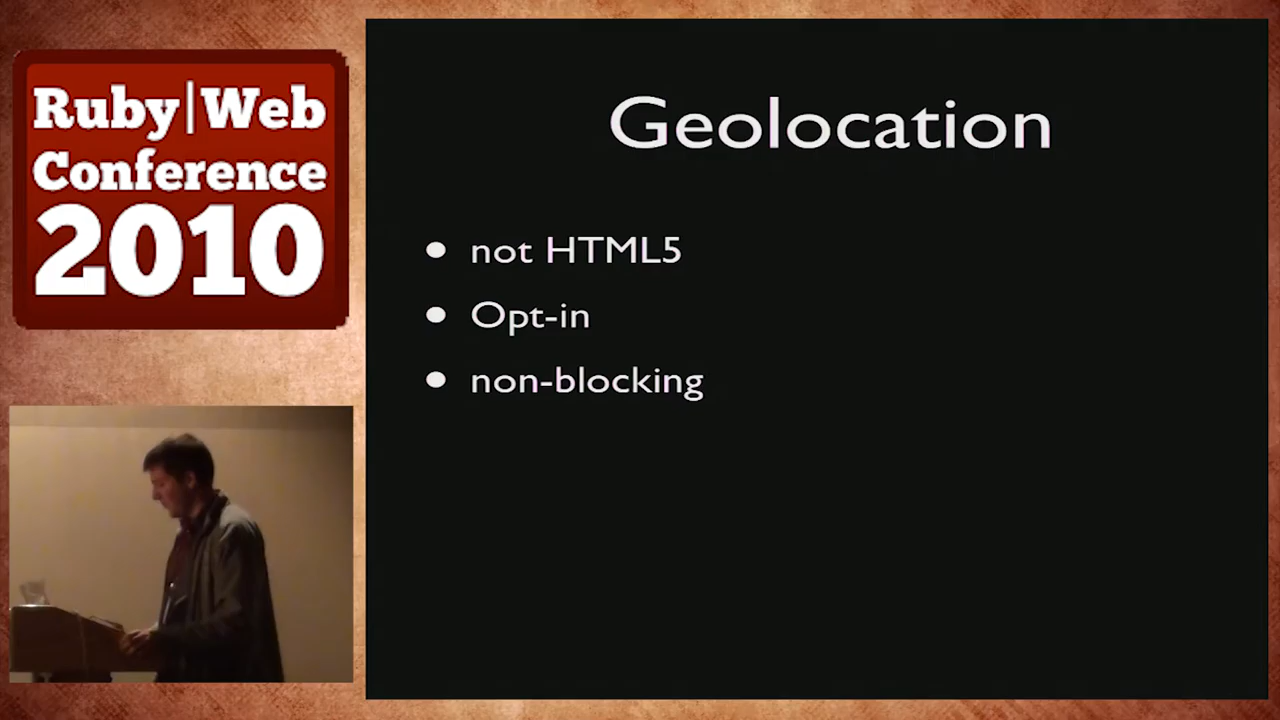 Ruby|Web
Conference
2010
Geolocation
• not HTML5
• Opt-in
• non-blocking